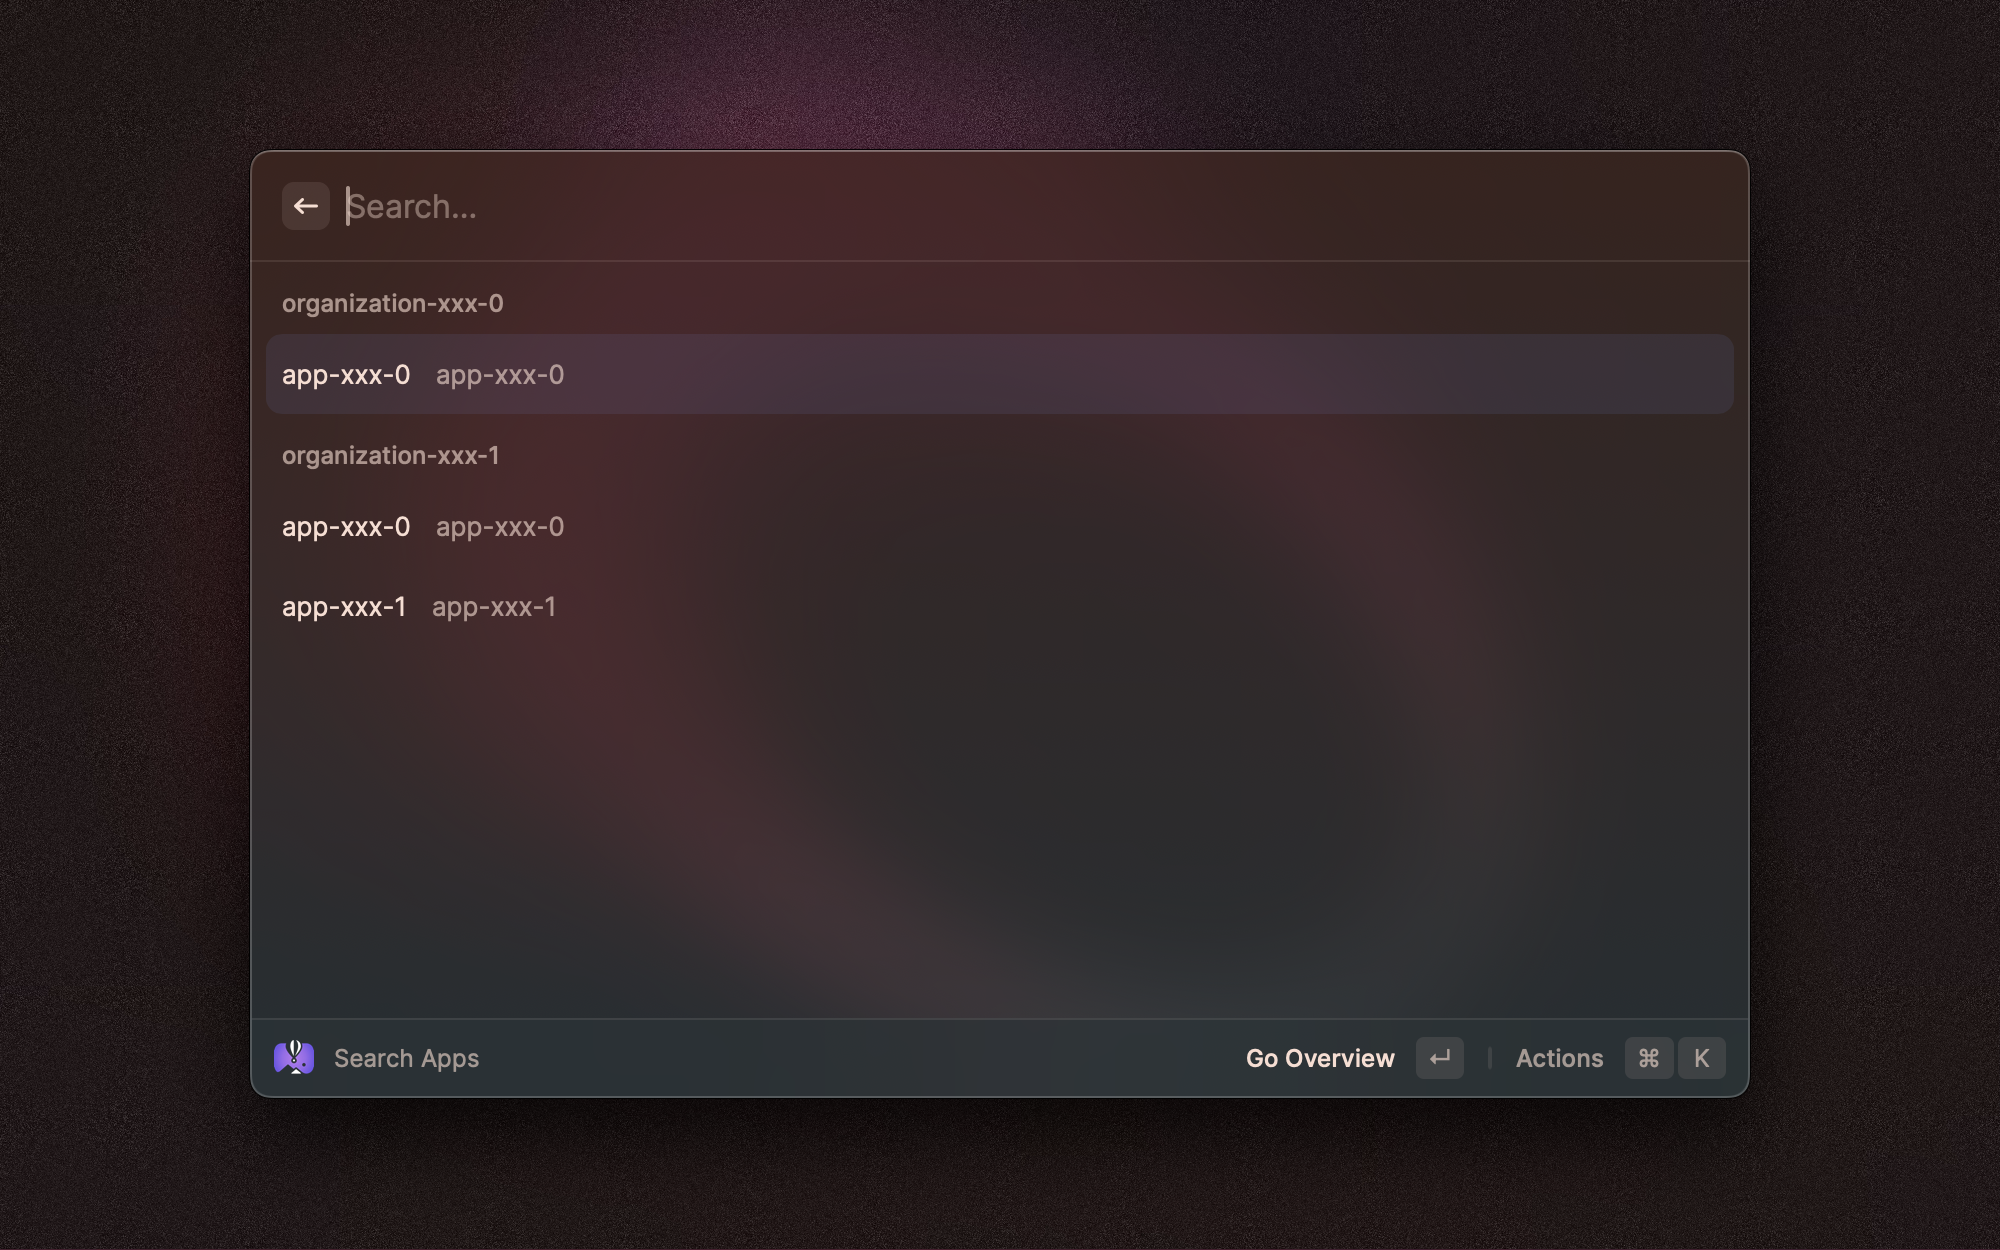 Search...
organization-xxx-0
app-xxx-0 app-xxx-0
organization-xxx-1
app-xxx-0 app-xxx-0
app-xxx-1 app-xxx-1
Search Apps Go Overview ↵ | Actions ⌘ K